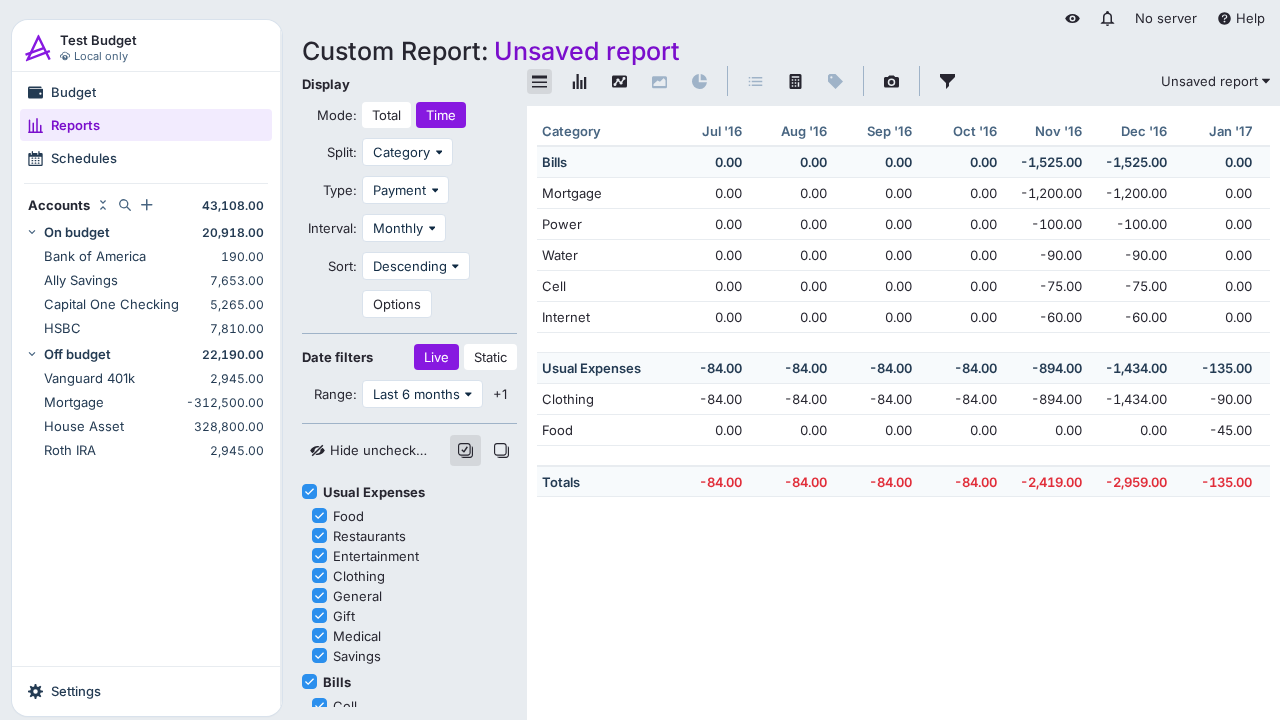 No server
Help
Test Budget
Local only
Budget
Reports
Schedules
Accounts 43,108.00
On budget 20,918.00
Bank of America 190.00
Ally Savings 7,653.00
Capital One Checking 5,265.00
HSBC 7,810.00
Off budget 22,190.00
Vanguard 401k 2,945.00
Mortgage -312,500.00
House Asset 328,800.00
Roth IRA 2,945.00
Settings
Custom Report: Unsaved report
Display
Mode: Total Time
Split: Category
Type: Payment
Interval: Monthly
Sort: Descending
Options
Date filters Live Static
Range: Last 6 months +1
Hide uncheck...
Usual Expenses
Food
Restaurants
Entertainment
Clothing
General
Gift
Medical
Savings
Bills
Cell
Unsaved report
Category Jul '16 Aug '16 Sep '16 Oct '16 Nov '16 Dec '16 Jan '17
Bills 0.00 0.00 0.00 0.00 -1,525.00 -1,525.00 0.00
Mortgage 0.00 0.00 0.00 0.00 -1,200.00 -1,200.00 0.00
Power 0.00 0.00 0.00 0.00 -100.00 -100.00 0.00
Water 0.00 0.00 0.00 0.00 -90.00 -90.00 0.00
Cell 0.00 0.00 0.00 0.00 -75.00 -75.00 0.00
Internet 0.00 0.00 0.00 0.00 -60.00 -60.00 0.00
Usual Expenses -84.00 -84.00 -84.00 -84.00 -894.00 -1,434.00 -135.00
Clothing -84.00 -84.00 -84.00 -84.00 -894.00 -1,434.00 -90.00
Food 0.00 0.00 0.00 0.00 0.00 0.00 -45.00
Totals -84.00 -84.00 -84.00 -84.00 -2,419.00 -2,959.00 -135.00